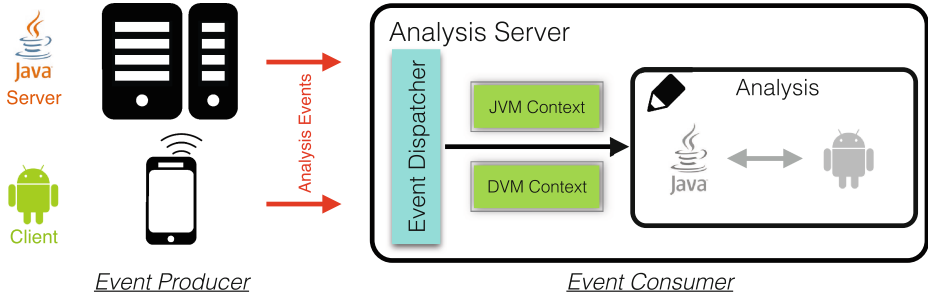 Java
Server
Client
Analysis Events
Event Producer
Analysis Server
Event Dispatcher
JVM Context
DVM Context
Analysis
Java
Event Consumer